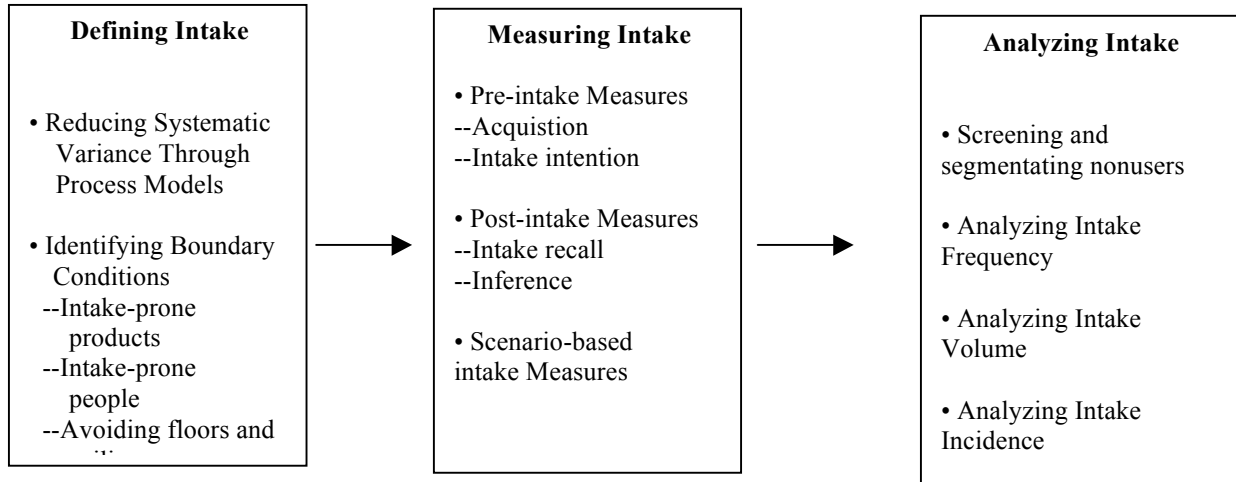 Defining Intake
• Reducing Systematic
Variance Through
Process Models
• Identifying Boundary
Conditions
--Intake-prone
products
--Intake-prone
people
--Avoiding floors and
Measuring Intake
• Pre-intake Measures
--Acquistion
--Intake intention
• Post-intake Measures
--Intake recall
--Inference
• Scenario-based
intake Measures
Analyzing Intake
• Screening and
segmentating nonusers
• Analyzing Intake
Frequency
• Analyzing Intake
Volume
• Analyzing Intake
Incidence